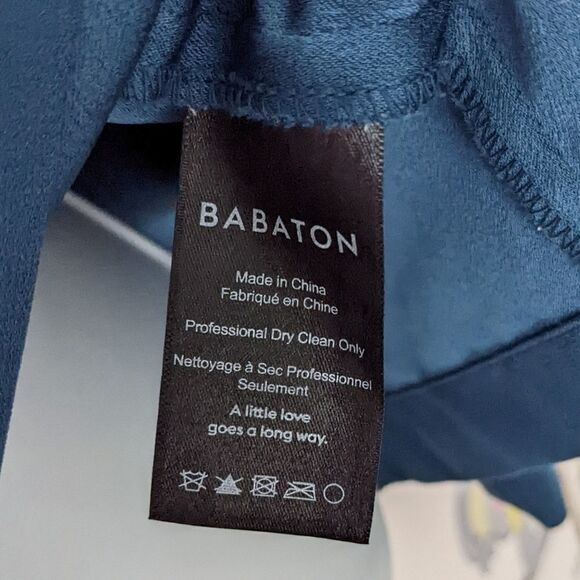 BABATON
Made in China
Fabriqué en Chine
Professional Dry Clean Only
Nettoyage à Sec Professionnel
Seulement
A little love
goes a long way.